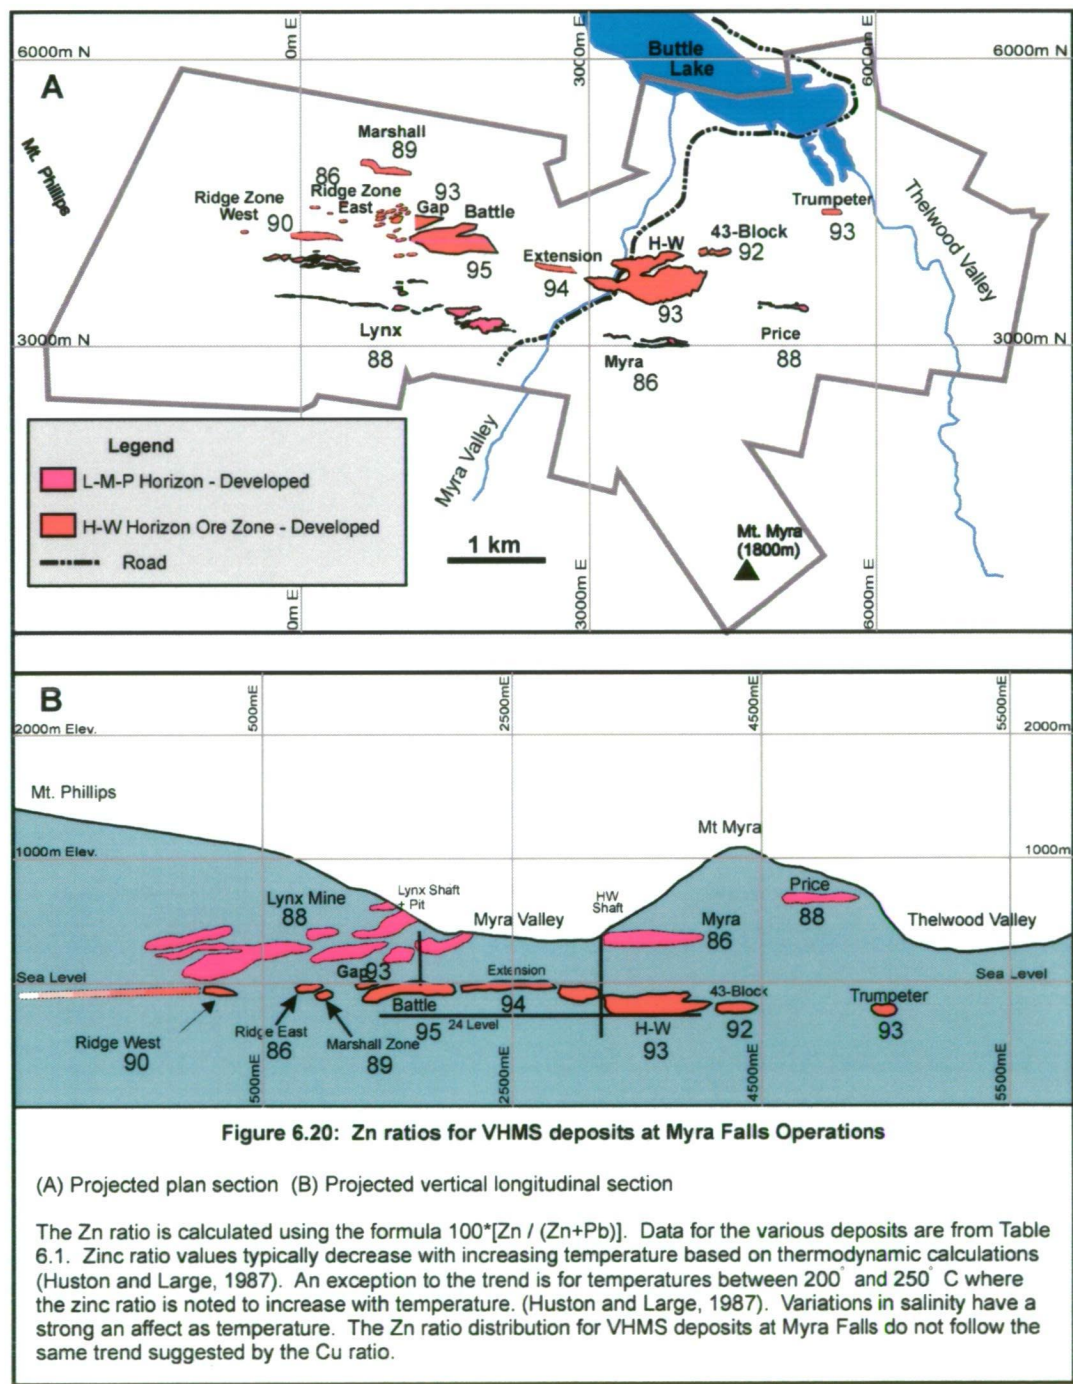 0m E
3000m E
6000m E
6000m N
6000m N
A
Buttle
Lake
Mt. Phillips
Marshall
89
86
Ridge Zone
East
93
Gap
Battle
Ridge Zone
West
90
95
Extension
94
H-W
93
43-Block
92
Trumpeter
93
Thelwood Valley
Lynx
88
3000m N
3000m N
Myra
86
Price
88
Myra Valley
Legend
L-M-P Horizon - Developed
H-W Horizon Ore Zone - Developed
Road
1 km
Mt. Myra
(1800m)
0m E
3000m E
6000m E
B
500mE
2500mE
4500mE
5500mE
2000m Elev.
2000m
Mt. Phillips
Mt Myra
1000m Elev.
1000m
Lynx Mine
88
Lynx Shaft
+ Pit
Myra Valley
HW
Shaft
Myra
86
Price
88
Thelwood Valley
Sea Level
Gap
93
Extension
94
Sea Level
Battle
95
24 Level
43-Block
92
Trumpeter
93
H-W
93
Ridge West
90
Ridge East
86
Marshall Zone
89
500mE
2500mE
4500mE
5500mE
Figure 6.20: Zn ratios for VHMS deposits at Myra Falls Operations
(A) Projected plan section (B) Projected vertical longitudinal section
The Zn ratio is calculated using the formula 100*[Zn / (Zn+Pb)]. Data for the various deposits are from Table
6.1. Zinc ratio values typically decrease with increasing temperature based on thermodynamic calculations
(Huston and Large, 1987). An exception to the trend is for temperatures between 200° and 250° C where
the zinc ratio is noted to increase with temperature. (Huston and Large, 1987). Variations in salinity have a
strong an affect as temperature. The Zn ratio distribution for VHMS deposits at Myra Falls do not follow the
same trend suggested by the Cu ratio.